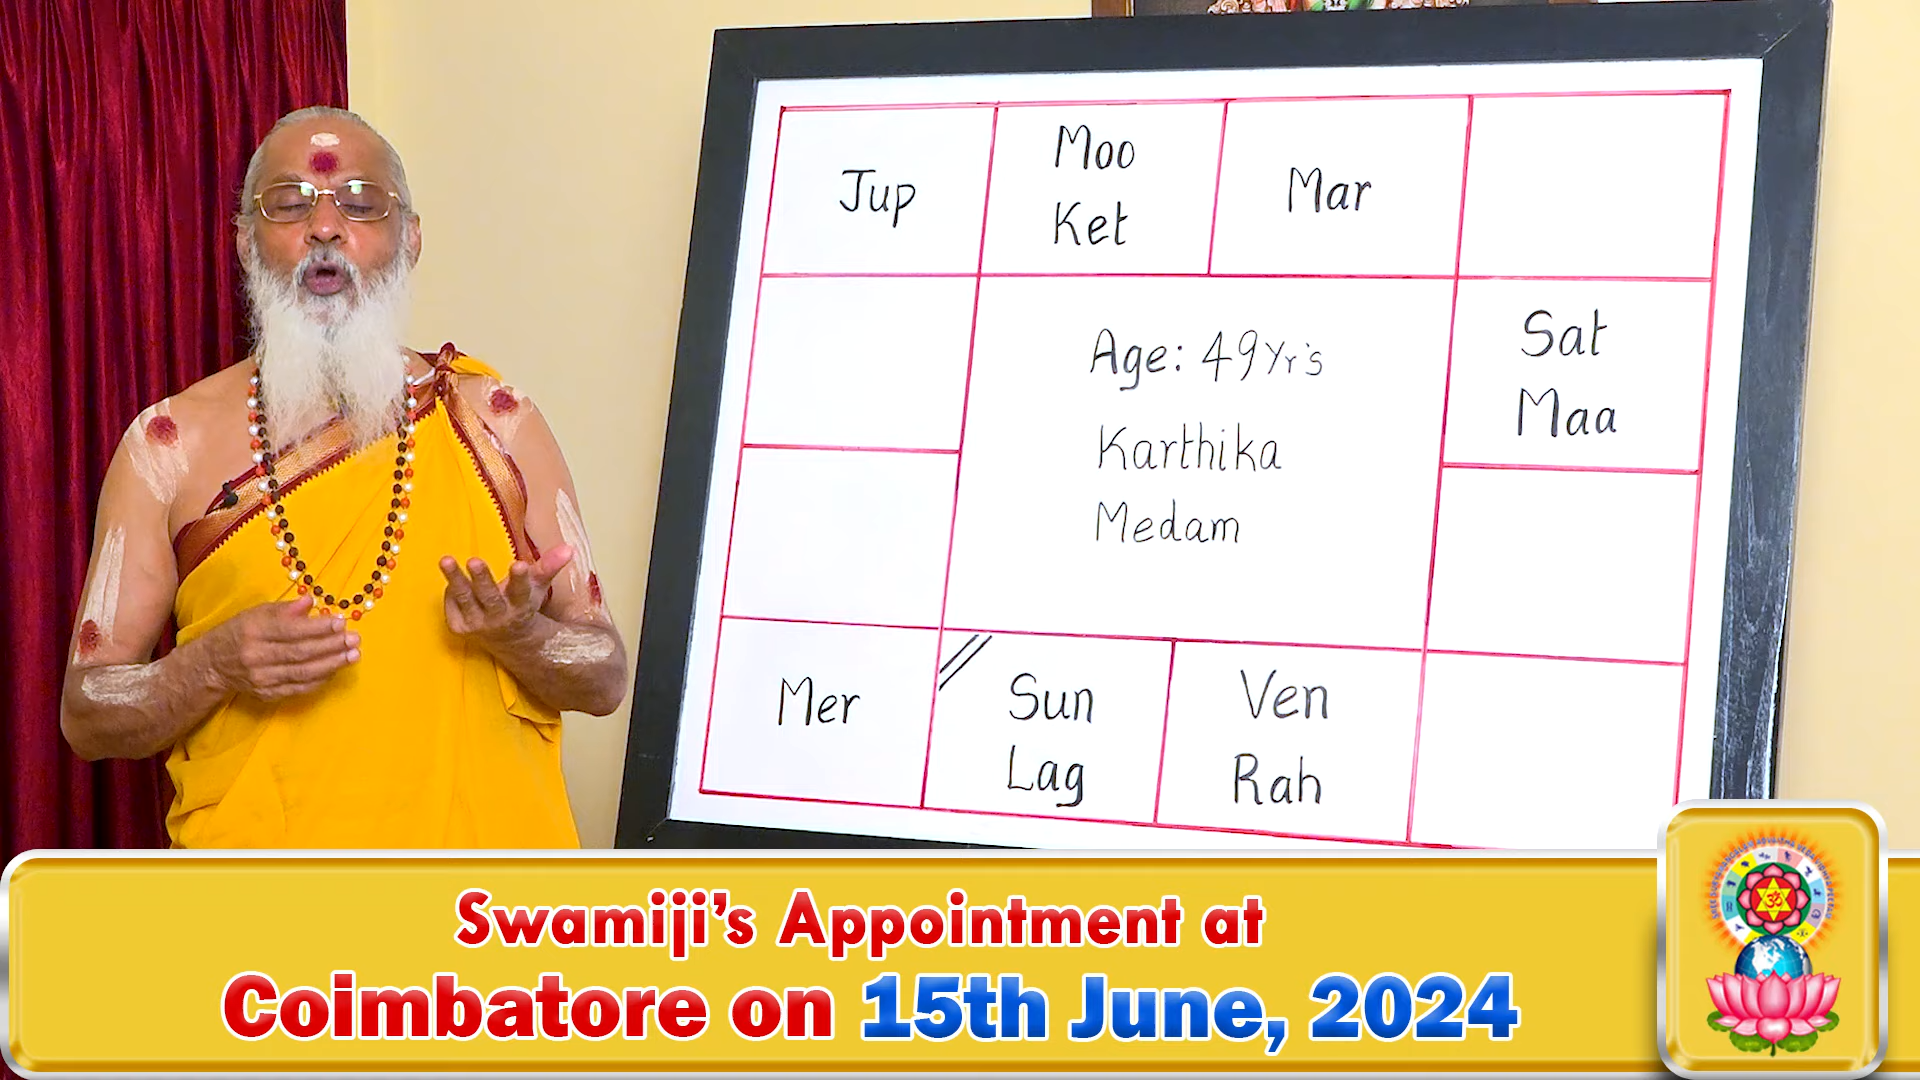 Jup
Moo
Ket
Mar
Age: 49Yr's
Karthika
Medam
Sat
Maa
Mer
Sun
Lag
Ven
Rah
Swamiji's Appointment at
Coimbatore on 15th June, 2024